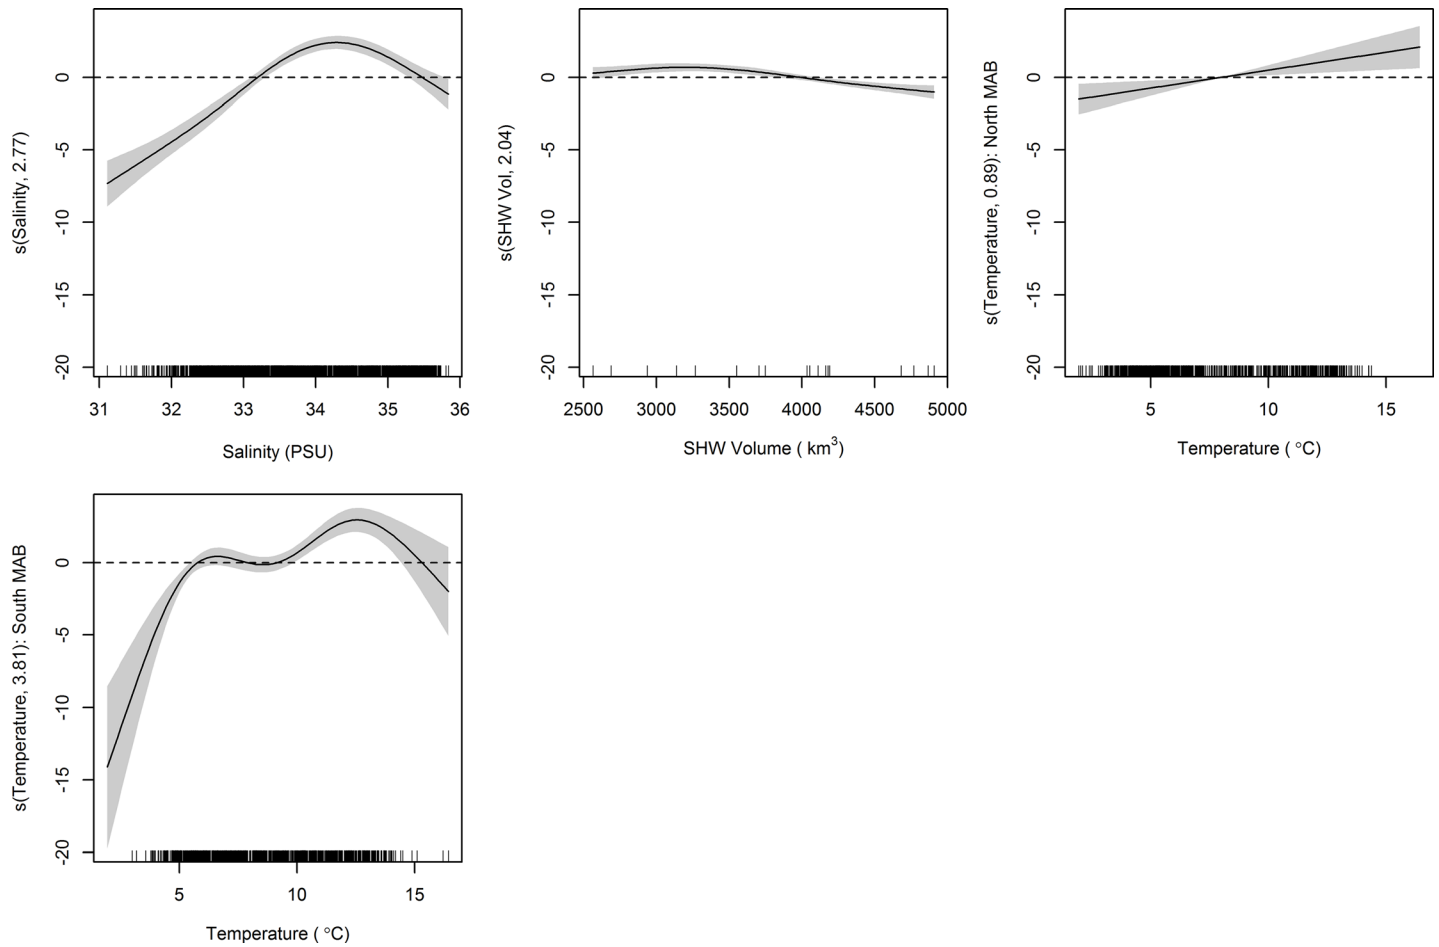 s(Salinity, 2.77)
0
-5
-10
-15
-20
31 32 33 34 35 36
Salinity (PSU)
s(SHW Vol, 2.04)
0
-5
-10
-15
-20
2500 3000 3500 4000 4500 5000
SHW Volume ( km³)
s(Temperature, 0.89): North MAB
0
-5
-10
-15
-20
5 10 15
Temperature ( °C)
s(Temperature, 3.81): South MAB
0
-5
-10
-15
-20
5 10 15
Temperature ( °C)